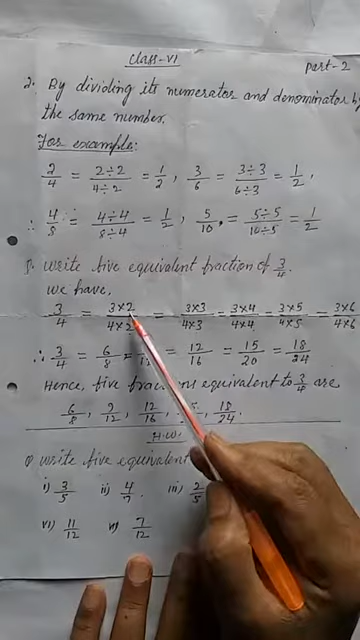 Class-VI
Part-2
2. By dividing its numerator and denominator by
the same number.
For example:
2/4 = 2÷2/4÷2 = 1/2, 3/6 = 3÷3/6÷3 = 1/2,
∴ 4/8 = 4÷4/8÷4 = 1/2, 5/10 = 5÷5/10÷5 = 1/2
Q. Write five equivalent fraction of 3/4.
We have,
3/4 = 3×2/4×2 = 3×3/4×3 = 3×4/4×4 = 3×5/4×5 = 3×6/4×6
∴ 3/4 = 6/8 = /12 = 12/16 = 15/20 = 18/24
Hence, five fractions equivalent to 3/4 are
6/8, 9/12, 12/16, 18/24.
H.W.
Q Write five equivalent
i) 3/5 ii) 4/7. iii) 2/5
vi) 11/12 v) 7/12